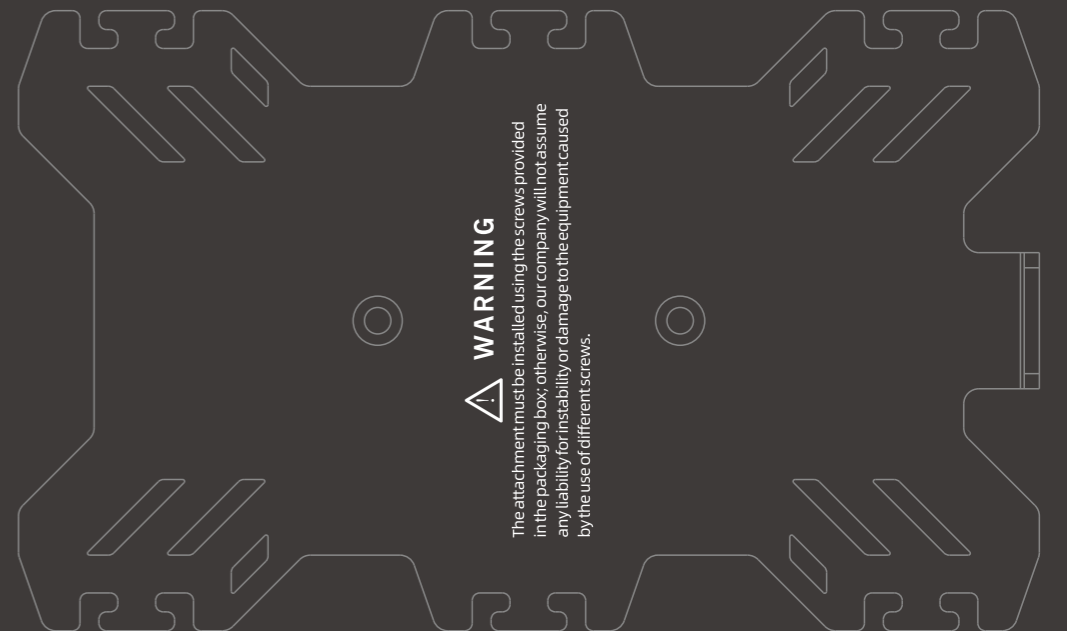 WARNING
The attachment must be installed using the screws provided
in the packaging box; otherwise, our company will not assume
any liability for instability or damage to the equipment caused
by the use of different screws.